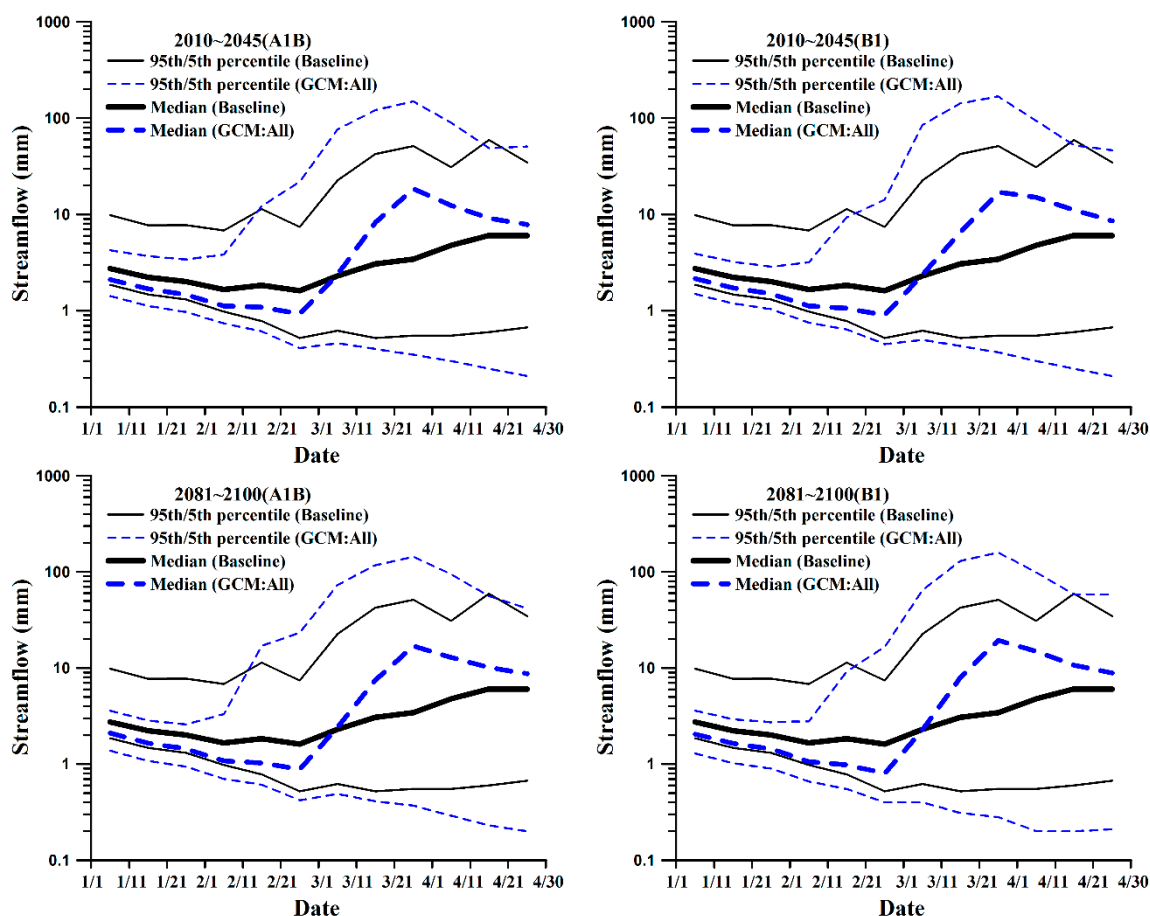 1000
100
10
1
0.1
Streamflow (mm)
2010~2045(A1B)
95th/5th percentile (Baseline)
95th/5th percentile (GCM:All)
Median (Baseline)
Median (GCM:All)
1/1 1/11 1/21 2/1 2/11 2/21 3/1 3/11 3/21 4/1 4/11 4/21 4/30
Date
1000
100
10
1
0.1
Streamflow (mm)
2010~2045(B1)
95th/5th percentile (Baseline)
95th/5th percentile (GCM:All)
Median (Baseline)
Median (GCM:All)
1/1 1/11 1/21 2/1 2/11 2/21 3/1 3/11 3/21 4/1 4/11 4/21 4/30
Date
1000
100
10
1
0.1
Streamflow (mm)
2081~2100(A1B)
95th/5th percentile (Baseline)
95th/5th percentile (GCM:All)
Median (Baseline)
Median (GCM:All)
1/1 1/11 1/21 2/1 2/11 2/21 3/1 3/11 3/21 4/1 4/11 4/21 4/30
Date
1000
100
10
1
0.1
Streamflow (mm)
2081~2100(B1)
95th/5th percentile (Baseline)
95th/5th percentile (GCM:All)
Median (Baseline)
Median (GCM:All)
1/1 1/11 1/21 2/1 2/11 2/21 3/1 3/11 3/21 4/1 4/11 4/21 4/30
Date